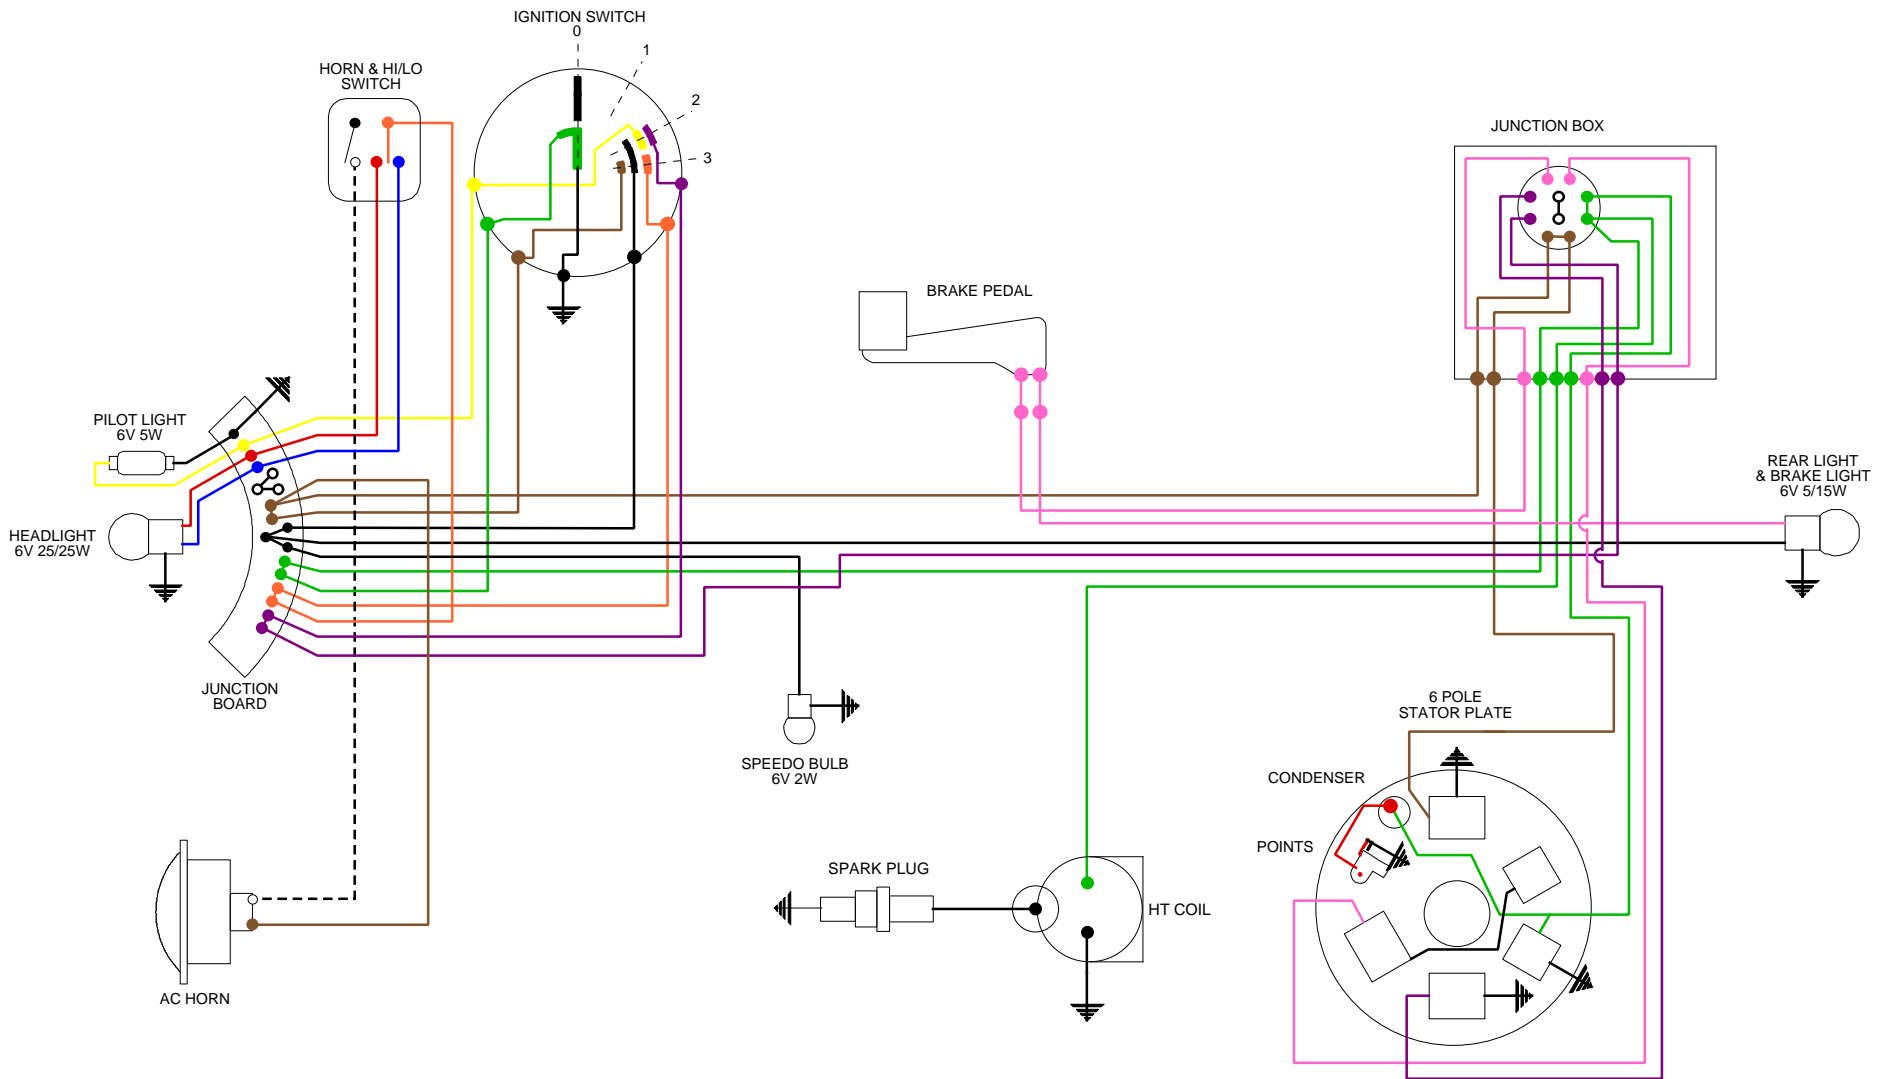 IGNITION SWITCH
0
1
2
3
HORN & HI/LO
SWITCH
JUNCTION BOX
BRAKE PEDAL
PILOT LIGHT
6V 5W
HEADLIGHT
6V 25/25W
REAR LIGHT
& BRAKE LIGHT
6V 5/15W
JUNCTION
BOARD
6 POLE
STATOR PLATE
SPEEDO BULB
6V 2W
CONDENSER
POINTS
SPARK PLUG
HT COIL
AC HORN